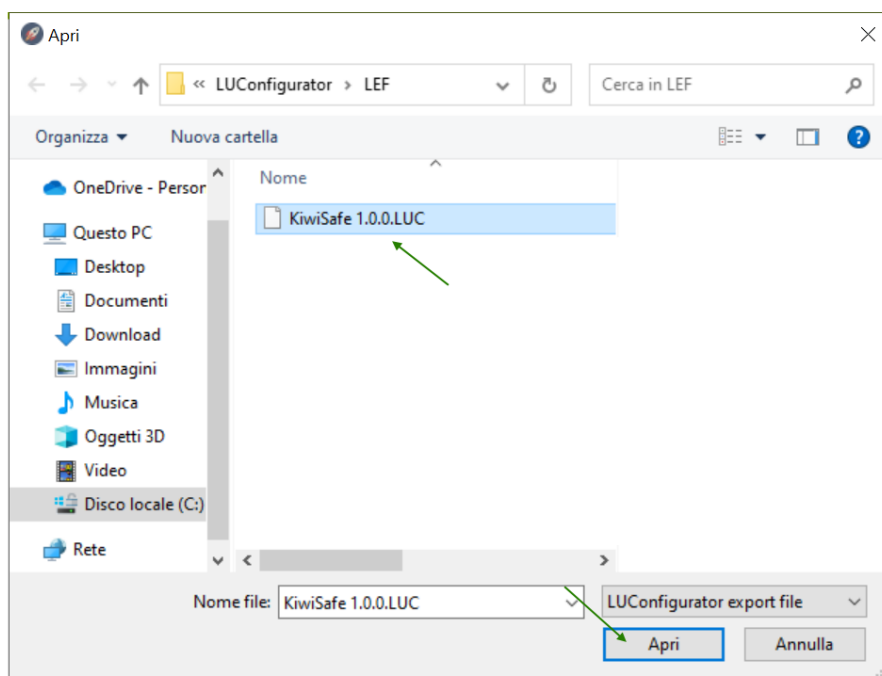 Apri
« LUConfigurator > LEF
Cerca in LEF
Organizza
Nuova cartella
Nome
OneDrive - Person
KiwiSafe 1.0.0.LUC
Questo PC
Desktop
Documenti
Download
Immagini
Musica
Oggetti 3D
Video
Disco locale (C:)
Rete
Nome file: KiwiSafe 1.0.0.LUC
LUConfigurator export file
Apri
Annulla